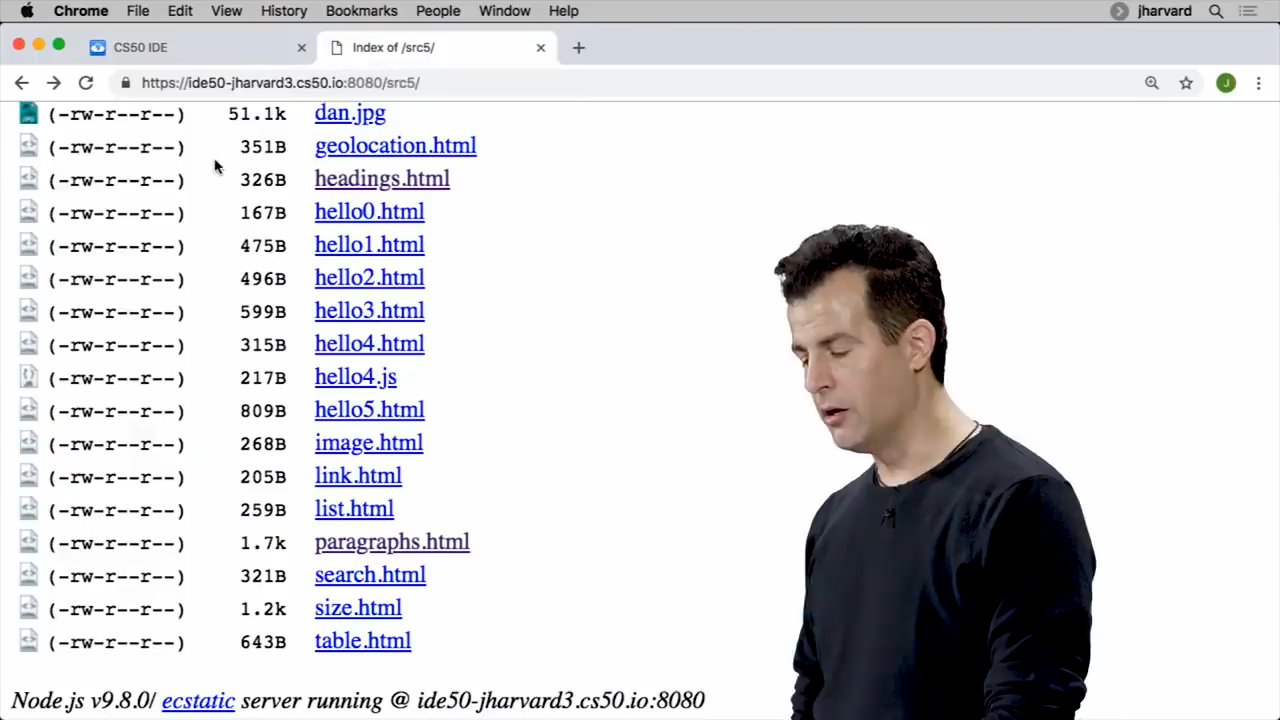 Chrome File Edit View History Bookmarks People Window Help jharvard
CS50 IDE Index of /src5/
https://ide50-jharvard3.cs50.io:8080/src5/ J
(-rw-r--r--) 51.1k dan.jpg
(-rw-r--r--) 351B geolocation.html
(-rw-r--r--) 326B headings.html
(-rw-r--r--) 167B hello0.html
(-rw-r--r--) 475B hello1.html
(-rw-r--r--) 496B hello2.html
(-rw-r--r--) 599B hello3.html
(-rw-r--r--) 315B hello4.html
(-rw-r--r--) 217B hello4.js
(-rw-r--r--) 809B hello5.html
(-rw-r--r--) 268B image.html
(-rw-r--r--) 205B link.html
(-rw-r--r--) 259B list.html
(-rw-r--r--) 1.7k paragraphs.html
(-rw-r--r--) 321B search.html
(-rw-r--r--) 1.2k size.html
(-rw-r--r--) 643B table.html
Node.js v9.8.0/ ecstatic server running @ ide50-jharvard3.cs50.io:8080